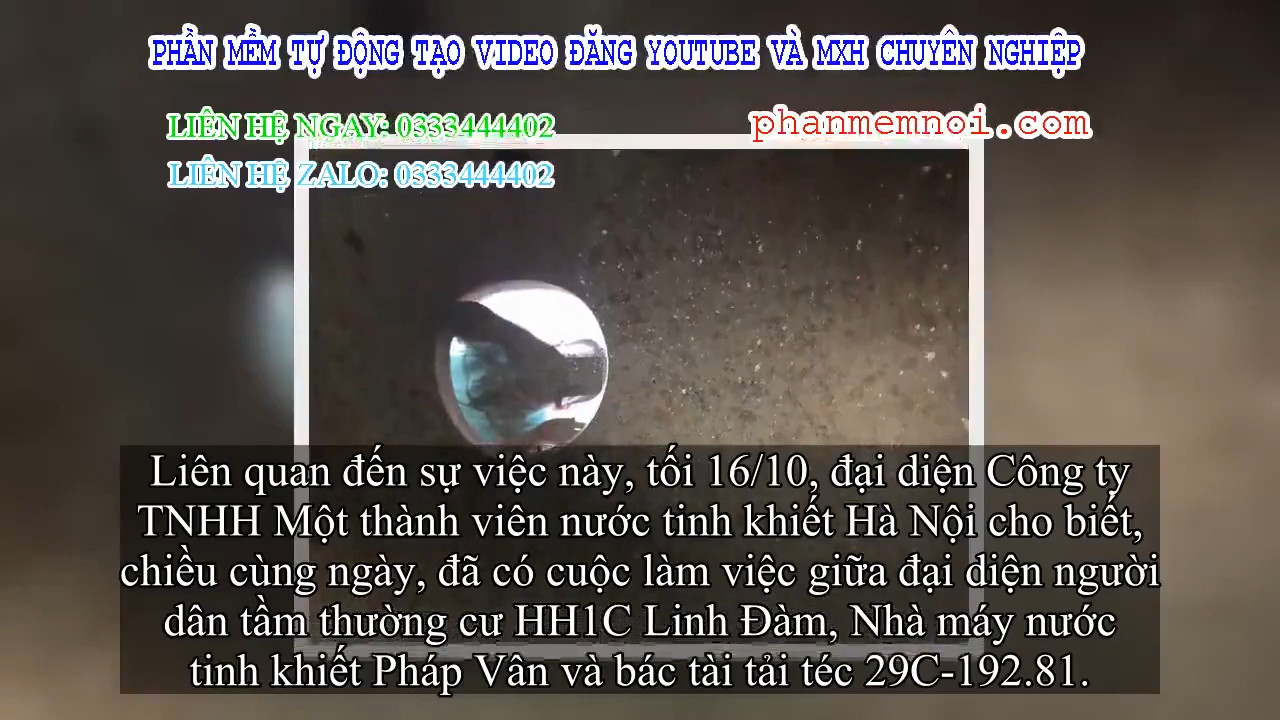 PHẦN MỀM TỰ ĐỘNG TẠO VIDEO ĐĂNG YOUTUBE VÀ MXH CHUYÊN NGHIỆP
LIÊN HỆ NGAY: 0333444402
phanmemnoi.com
LIÊN HỆ ZALO: 0333444402
Liên quan đến sự việc này, tối 16/10, đại diện Công ty
TNHH Một thành viên nước tinh khiết Hà Nội cho biết,
chiều cùng ngày, đã có cuộc làm việc giữa đại diện người
dân tầm thường cư HH1C Linh Đàm, Nhà máy nước
tinh khiết Pháp Vân và bác tài tải téc 29C-192.81.